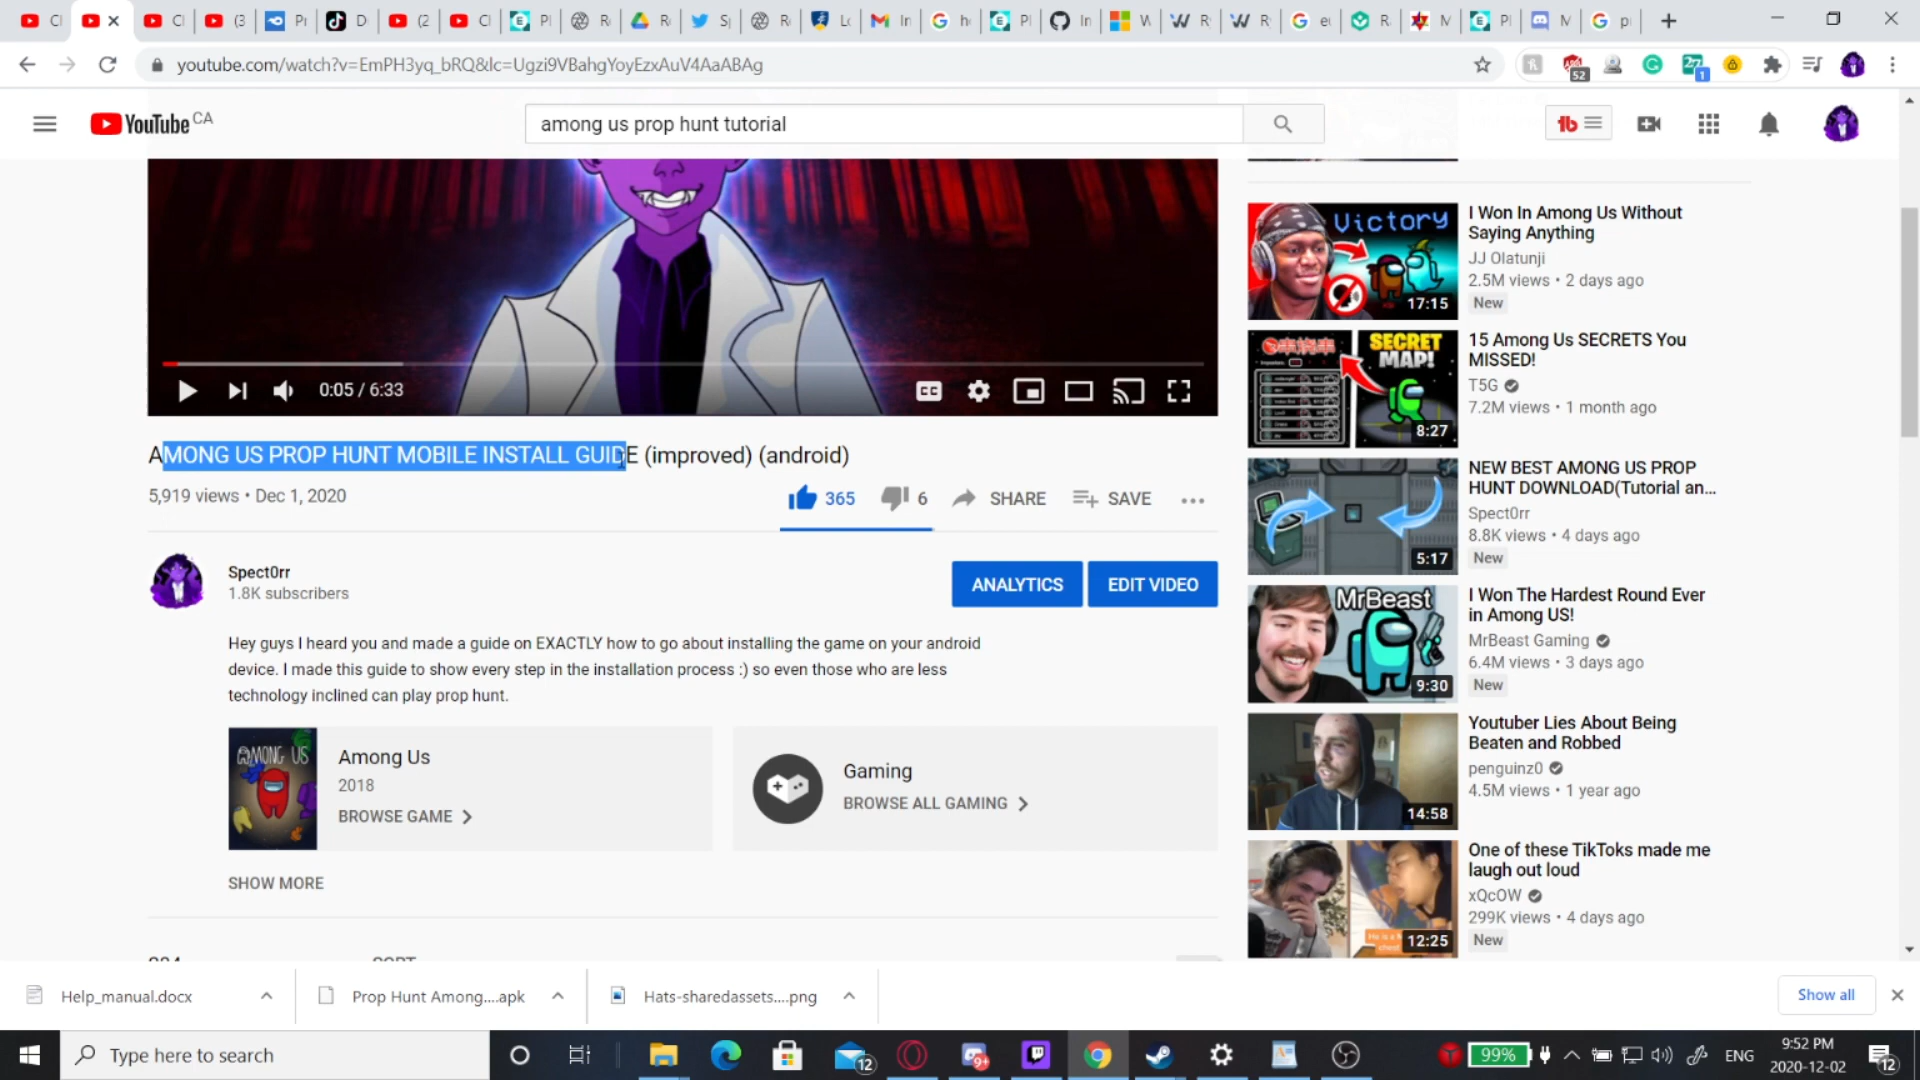 youtube.com/watch?v=EmPH3yq_bRQ&lc=Ugzi9VBahgYoyEzxAuV4AaABAg
52
1
YouTube CA
among us prop hunt tutorial
0:05 / 6:33
CC
AMONG US PROP HUNT MOBILE INSTALL GUIDE (improved) (android)
5,919 views • Dec 1, 2020
365
6
SHARE
SAVE
Spect0rr
1.8K subscribers
ANALYTICS
EDIT VIDEO
Hey guys I heard you and made a guide on EXACTLY how to go about installing the game on your android
device. I made this guide to show every step in the installation process :) so even those who are less
technology inclined can play prop hunt.
AMONG US
Among Us
2018
BROWSE GAME
Gaming
BROWSE ALL GAMING
SHOW MORE
Victory
17:15
I Won In Among Us Without
Saying Anything
JJ Olatunji
2.5M views • 2 days ago
New
SECRET
MAP!
8:27
15 Among Us SECRETS You
MISSED!
T5G
7.2M views • 1 month ago
5:17
NEW BEST AMONG US PROP
HUNT DOWNLOAD(Tutorial an...
Spect0rr
8.8K views • 4 days ago
New
MrBeast
9:30
I Won The Hardest Round Ever
in Among US!
MrBeast Gaming
6.4M views • 3 days ago
New
14:58
Youtuber Lies About Being
Beaten and Robbed
penguinz0
4.5M views • 1 year ago
12:25
One of these TikToks made me
laugh out loud
xQcOW
299K views • 4 days ago
New
Help_manual.docx
Prop Hunt Among....apk
Hats-sharedassets....png
Show all
Type here to search
12
9+
99%
ENG
9:52 PM
2020-12-02
12